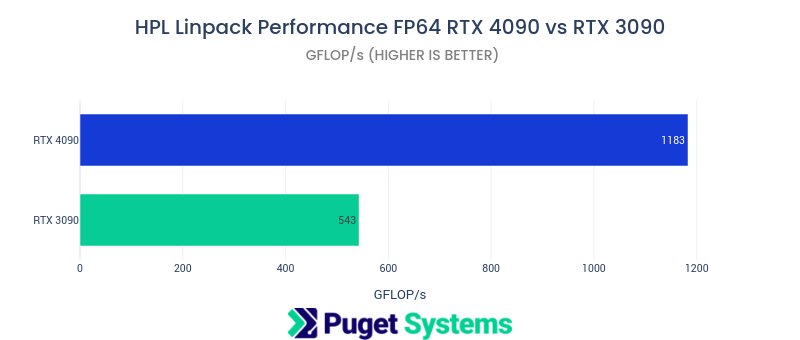 HPL Linpack Performance FP64 RTX 4090 vs RTX 3090
GFLOP/s (HIGHER IS BETTER)
RTX 4090
1183
RTX 3090
543
0 200 400 600 800 1000 1200
GFLOP/s
Puget Systems